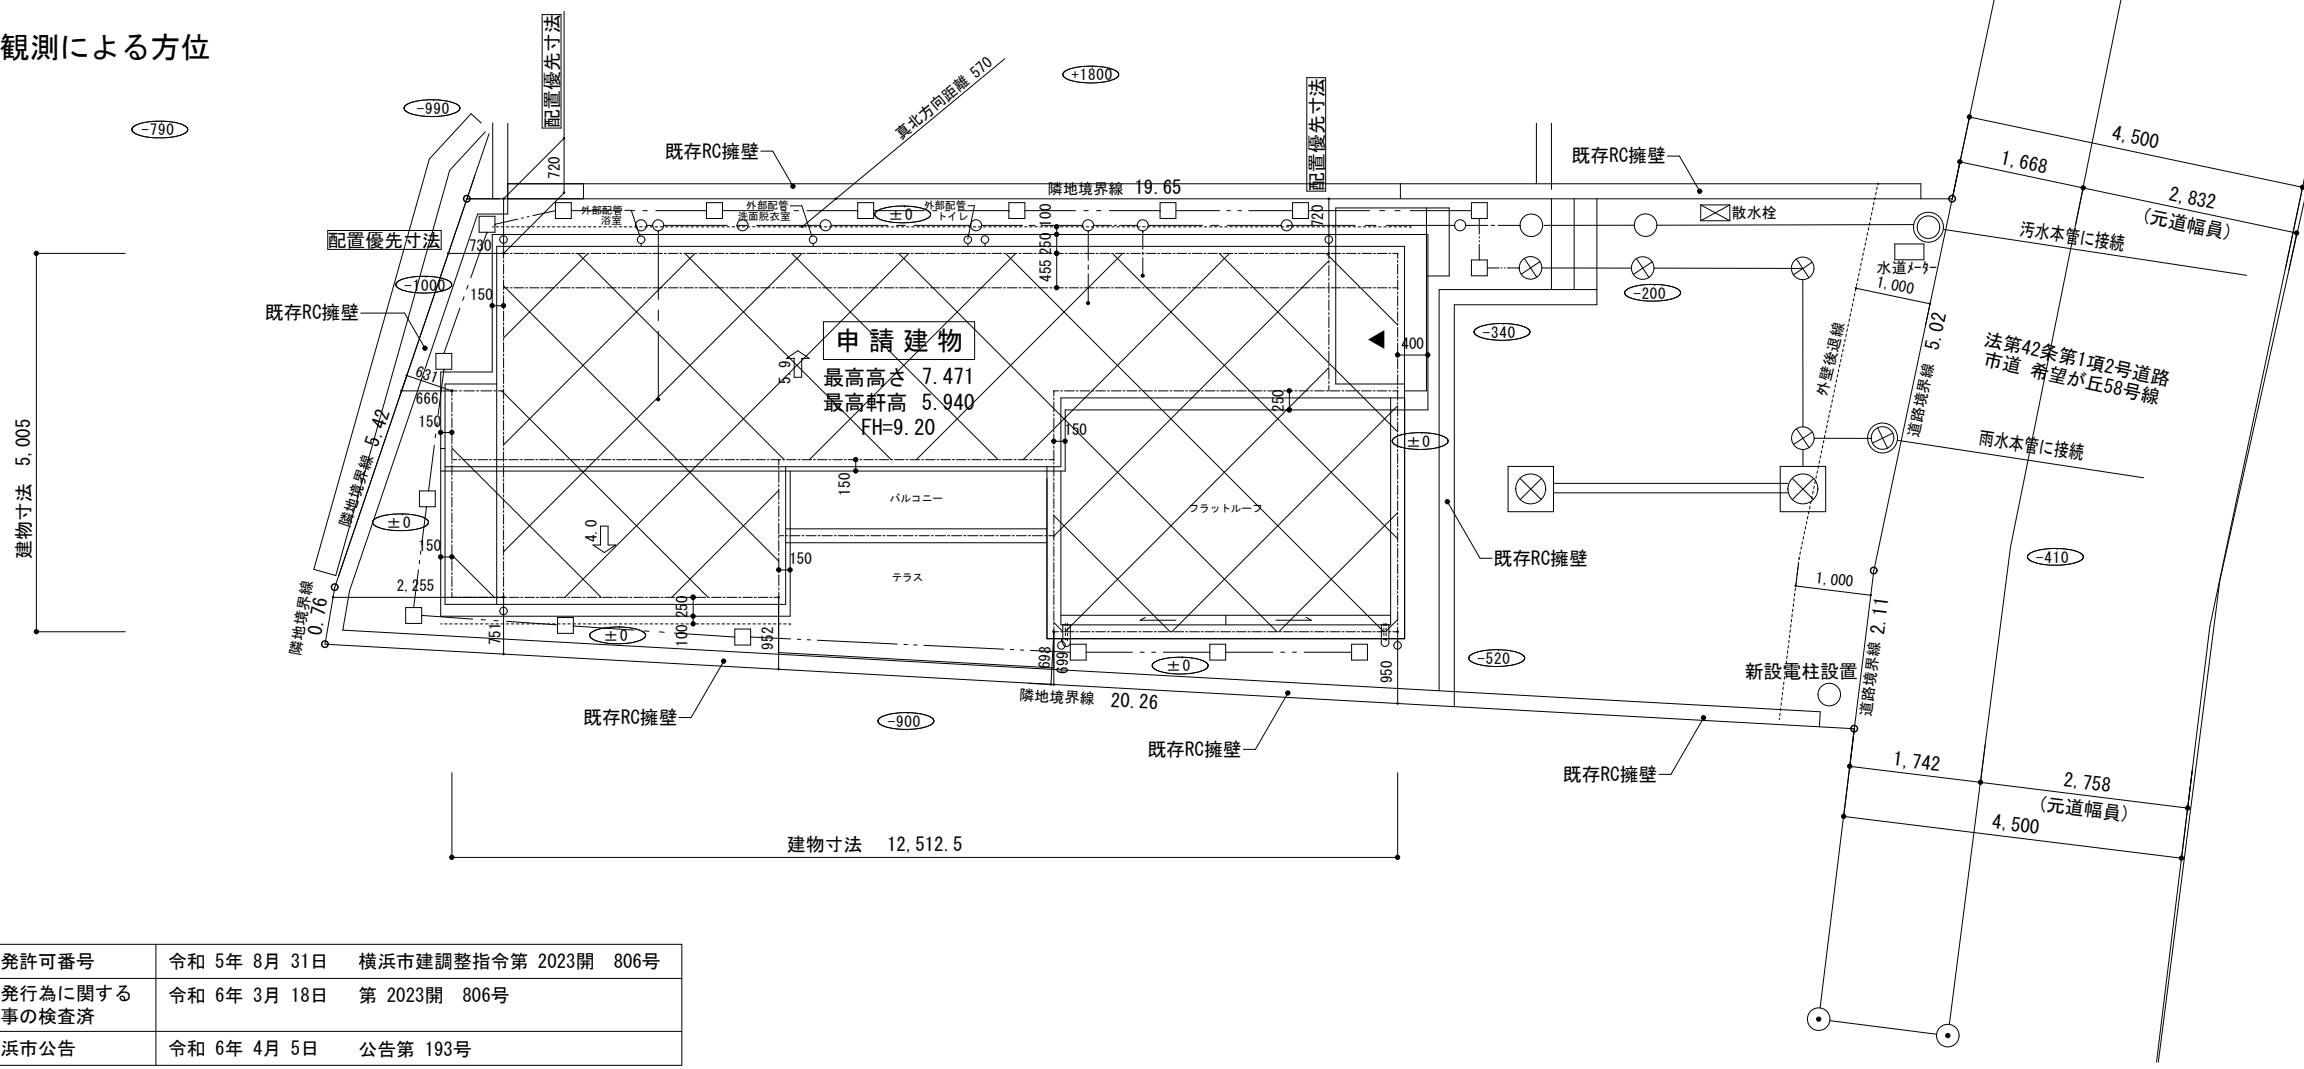 観測による方位
-790
-990
配置優先寸法
720
真北方向距離 570
+1800
配置優先寸法
既存RC擁壁
既存RC擁壁
隣地境界線 19.65
4,500
1,668
2,832
(元道幅員)
外部配管
浴室
外部配管
洗面脱衣室
±0
外部配管
トイレ
100
720
散水栓
汚水本管に接続
配置優先寸法
730
250
455
水道ﾒｰﾀｰ
1,000
-1000
150
-200
既存RC擁壁
申請建物
最高高さ 7.471
最高軒高 5.940
FH=9.20
5.9
400
-340
外壁後退線
道路境界線 5.02
法第42条第1項2号道路
市道 希望が丘58号線
631
666
150
250
150
±0
雨水本管に接続
建物寸法 5,005
隣地境界線 5.42
150
バルコニー
フラットルーフ
±0
4.0
150
150
テラス
既存RC擁壁
-410
2,255
1,000
隣地境界線
0.76
751
250
100
±0
952
698
699
±0
950
-520
新設電柱設置
道路境界線 2.11
隣地境界線 20.26
既存RC擁壁
-900
既存RC擁壁
既存RC擁壁
1,742
2,758
(元道幅員)
4,500
建物寸法 12,512.5
発許可番号 令和 5年 8月 31日 横浜市建調整指令第 2023開 806号
発行為に関する
事の検査済 令和 6年 3月 18日 第 2023開 806号
浜市公告 令和 6年 4月 5日 公告第 193号